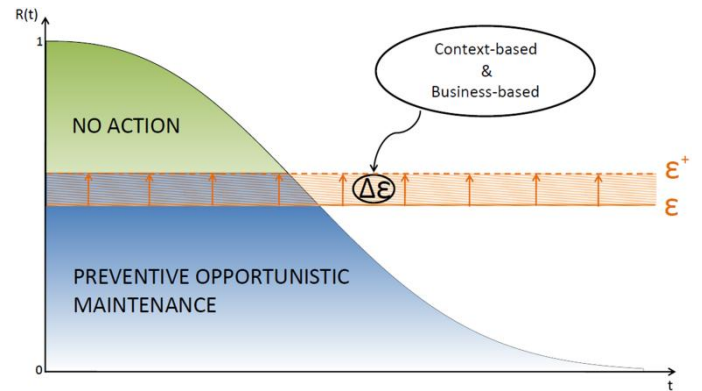 R(t)
1
Context-based
&
Business-based
NO ACTION
ε⁺
Δε
ε
PREVENTIVE OPPORTUNISTIC
MAINTENANCE
0
t